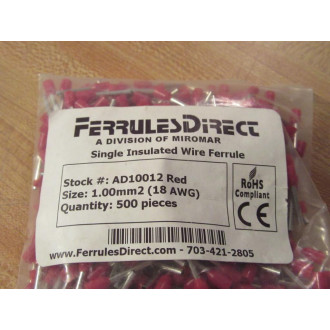 FERRULESDIRECT
A DIVISION OF MIROMAR
Single Insulated Wire Ferrule
Stock #: AD10012 Red
Size: 1.00mm2 (18 AWG)
Quantity: 500 pieces
RoHS
Compliant
CE
www.FerrulesDirect.com - 703-421-2805